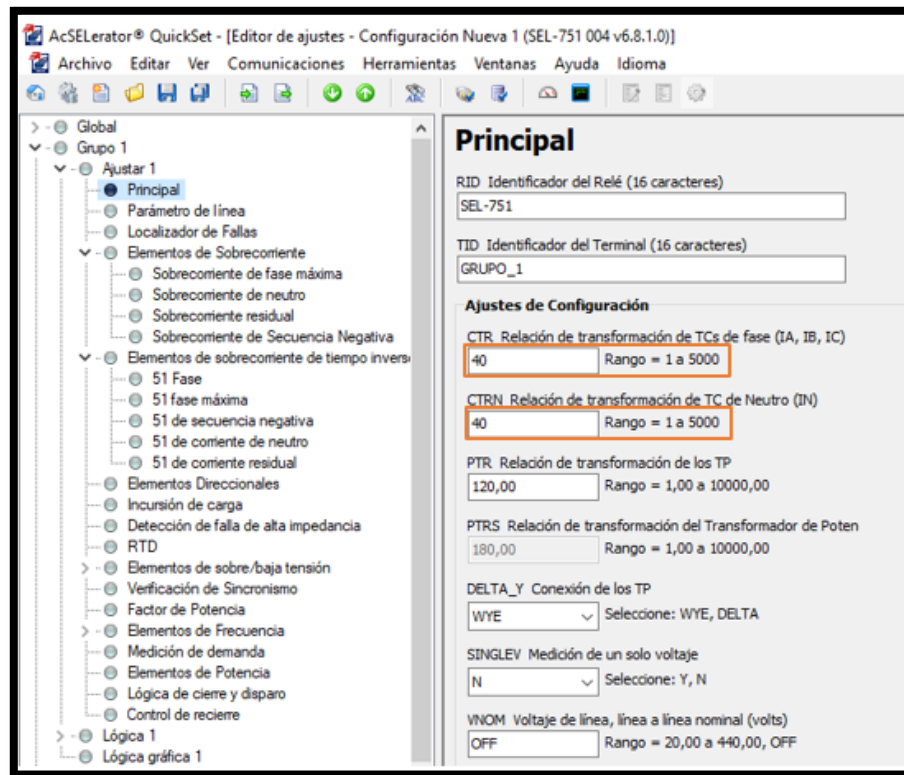 AcSELerator® QuickSet - [Editor de ajustes - Configuración Nueva 1 (SEL-751 004 v6.8.1.0)]
Archivo Editar Ver Comunicaciones Herramientas Ventanas Ayuda Idioma
Global
Grupo 1
Ajustar 1
Principal
Parámetro de línea
Localizador de Fallas
Elementos de Sobrecorriente
Sobrecorriente de fase máxima
Sobrecorriente de neutro
Sobrecorriente residual
Sobrecorriente de Secuencia Negativa
Elementos de sobrecorriente de tiempo invers
51 Fase
51 fase máxima
51 de secuencia negativa
51 de corriente de neutro
51 de corriente residual
Elementos Direccionales
Incursión de carga
Detección de falla de alta impedancia
RTD
Elementos de sobre/baja tensión
Verificación de Sincronismo
Factor de Potencia
Elementos de Frecuencia
Medición de demanda
Elementos de Potencia
Lógica de cierre y disparo
Control de recierre
Lógica 1
Lógica gráfica 1
Principal
RID Identificador del Relé (16 caracteres)
SEL-751
TID Identificador del Terminal (16 caracteres)
GRUPO_1
Ajustes de Configuración
CTR Relación de transformación de TCs de fase (IA, IB, IC)
40 Rango = 1 a 5000
CTRN Relación de transformación de TC de Neutro (IN)
40 Rango = 1 a 5000
PTR Relación de transformación de los TP
120,00 Rango = 1,00 a 10000,00
PTRS Relación de transformación del Transformador de Poten
180,00 Rango = 1,00 a 10000,00
DELTA_Y Conexión de los TP
WYE Seleccione: WYE, DELTA
SINGLEV Medición de un solo voltaje
N Seleccione: Y, N
VNOM Voltaje de línea, línea a línea nominal (volts)
OFF Rango = 20,00 a 440,00, OFF